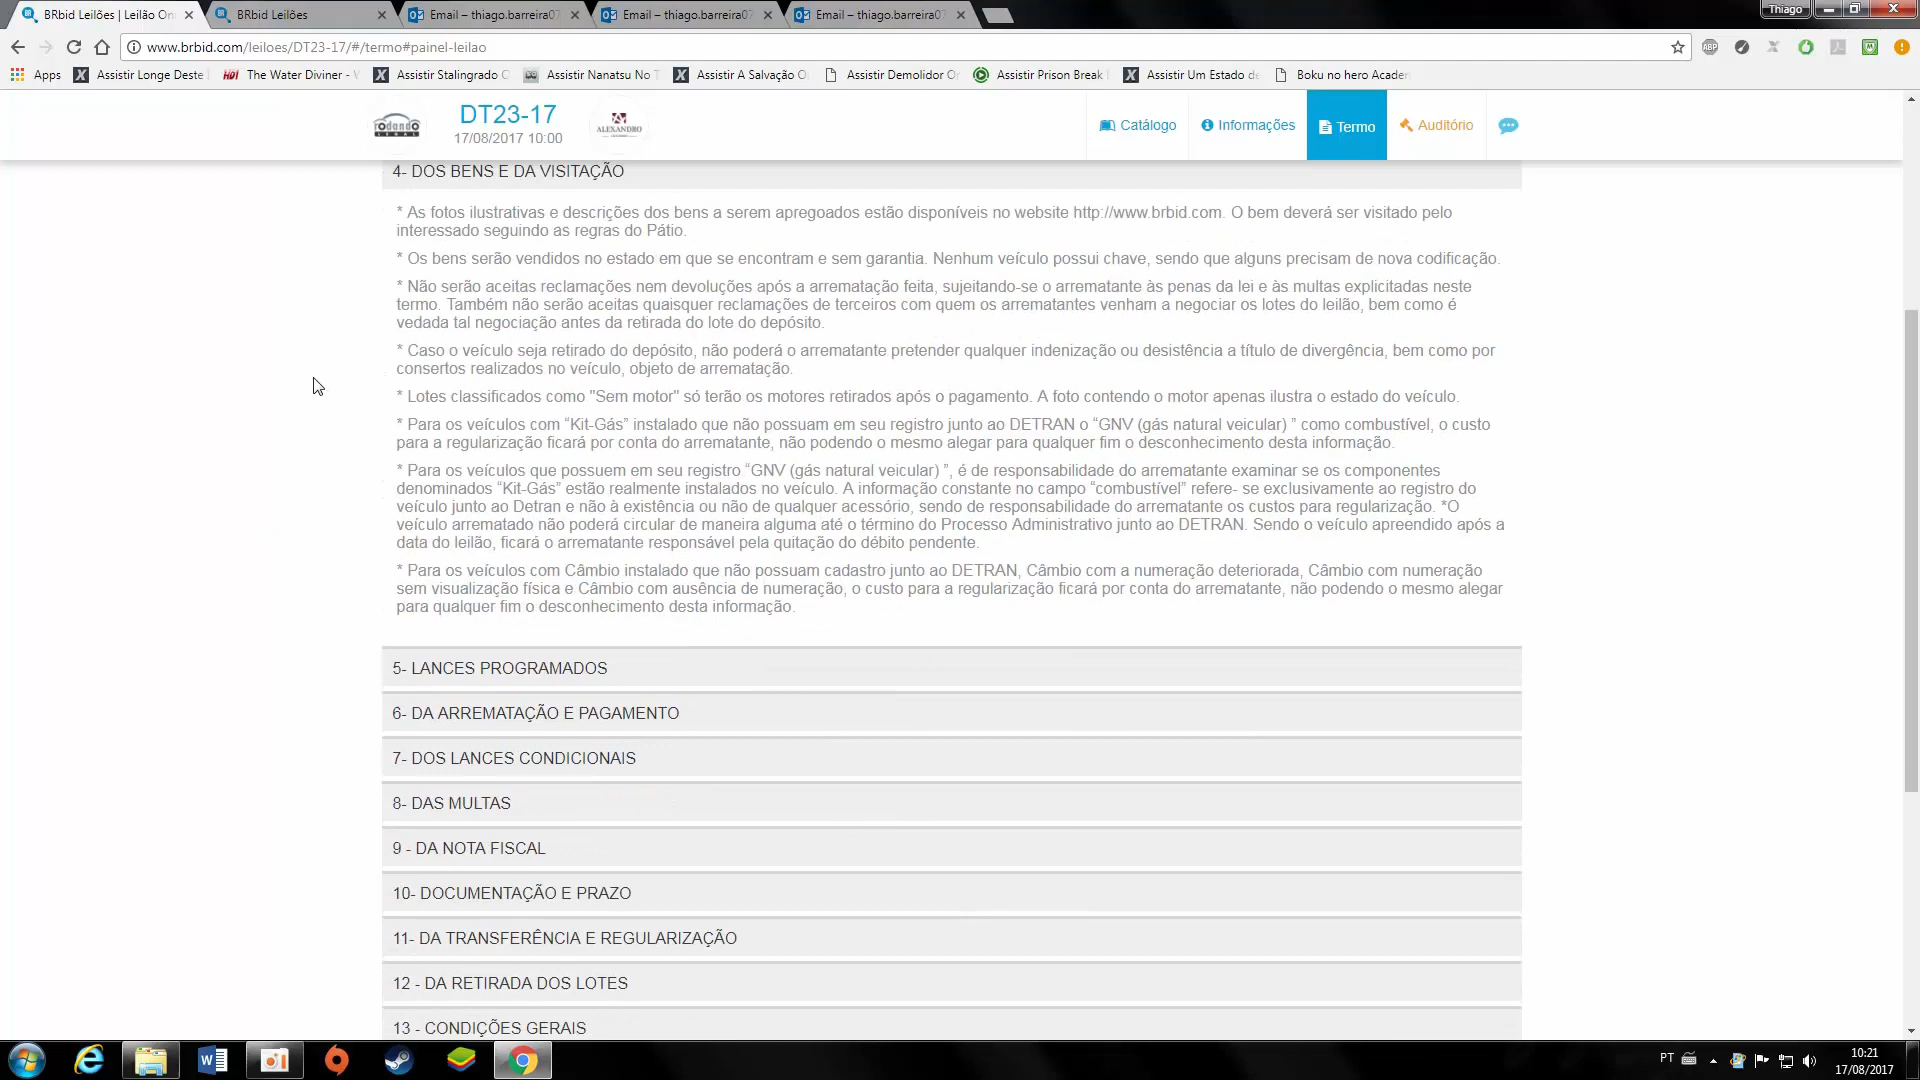 BRbid Leilões | Leilão On
BRbid Leilões
Email – thiago.barreira07
Email – thiago.barreira07
Email – thiago.barreira07
Thiago
www.brbid.com/leiloes/DT23-17/#/termo#painel-leilao
ABP
Apps
Assistir Longe Deste
HD!
The Water Diviner -
Assistir Stalingrado
Assistir Nanatsu No T
Assistir A Salvação
Assistir Demolidor On
Assistir Prison Break
Assistir Um Estado de
Boku no hero Academ
rodando
LEGAL
DT23-17
17/08/2017 10:00
ALEXANDRO
Catálogo
Informações
Termo
Auditório
4- DOS BENS E DA VISITAÇÃO
* As fotos ilustrativas e descrições dos bens a serem apregoados estão disponíveis no website http://www.brbid.com. O bem deverá ser visitado pelo
interessado seguindo as regras do Pátio.
* Os bens serão vendidos no estado em que se encontram e sem garantia. Nenhum veículo possui chave, sendo que alguns precisam de nova codificação.
* Não serão aceitas reclamações nem devoluções após a arrematação feita, sujeitando-se o arrematante às penas da lei e às multas explicitadas neste
termo. Também não serão aceitas quaisquer reclamações de terceiros com quem os arrematantes venham a negociar os lotes do leilão, bem como é
vedada tal negociação antes da retirada do lote do depósito.
* Caso o veículo seja retirado do depósito, não poderá o arrematante pretender qualquer indenização ou desistência a título de divergência, bem como por
consertos realizados no veículo, objeto de arrematação.
* Lotes classificados como "Sem motor" só terão os motores retirados após o pagamento. A foto contendo o motor apenas ilustra o estado do veículo.
* Para os veículos com “Kit-Gás” instalado que não possuam em seu registro junto ao DETRAN o “GNV (gás natural veicular) ” como combustível, o custo
para a regularização ficará por conta do arrematante, não podendo o mesmo alegar para qualquer fim o desconhecimento desta informação.
* Para os veículos que possuem em seu registro “GNV (gás natural veicular) ”, é de responsabilidade do arrematante examinar se os componentes
denominados “Kit-Gás” estão realmente instalados no veículo. A informação constante no campo “combustível” refere- se exclusivamente ao registro do
veículo junto ao Detran e não à existência ou não de qualquer acessório, sendo de responsabilidade do arrematante os custos para regularização. *O
veículo arrematado não poderá circular de maneira alguma até o término do Processo Administrativo junto ao DETRAN. Sendo o veículo apreendido após a
data do leilão, ficará o arrematante responsável pela quitação do débito pendente.
* Para os veículos com Câmbio instalado que não possuam cadastro junto ao DETRAN, Câmbio com a numeração deteriorada, Câmbio com numeração
sem visualização física e Câmbio com ausência de numeração, o custo para a regularização ficará por conta do arrematante, não podendo o mesmo alegar
para qualquer fim o desconhecimento desta informação.
5- LANCES PROGRAMADOS
6- DA ARREMATAÇÃO E PAGAMENTO
7- DOS LANCES CONDICIONAIS
8- DAS MULTAS
9 - DA NOTA FISCAL
10- DOCUMENTAÇÃO E PRAZO
11- DA TRANSFERÊNCIA E REGULARIZAÇÃO
12 - DA RETIRADA DOS LOTES
13 - CONDIÇÕES GERAIS
PT
10:21
17/08/2017